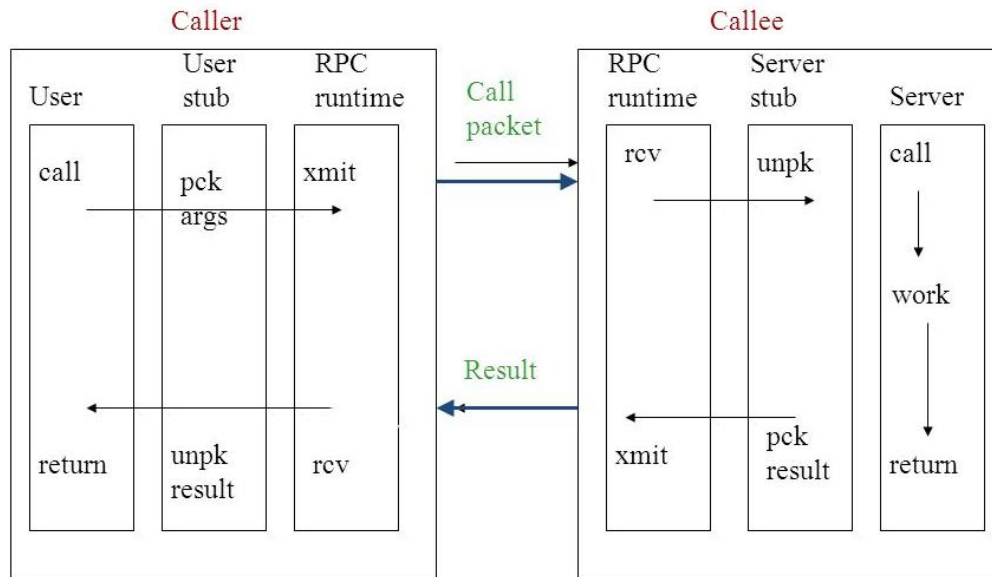 Caller
Callee
User
User
stub
RPC
runtime
Call
packet
RPC
runtime
Server
stub
Server
call
pck
args
xmit
rcv
unpk
call
work
Result
return
unpk
result
rcv
xmit
pck
result
return